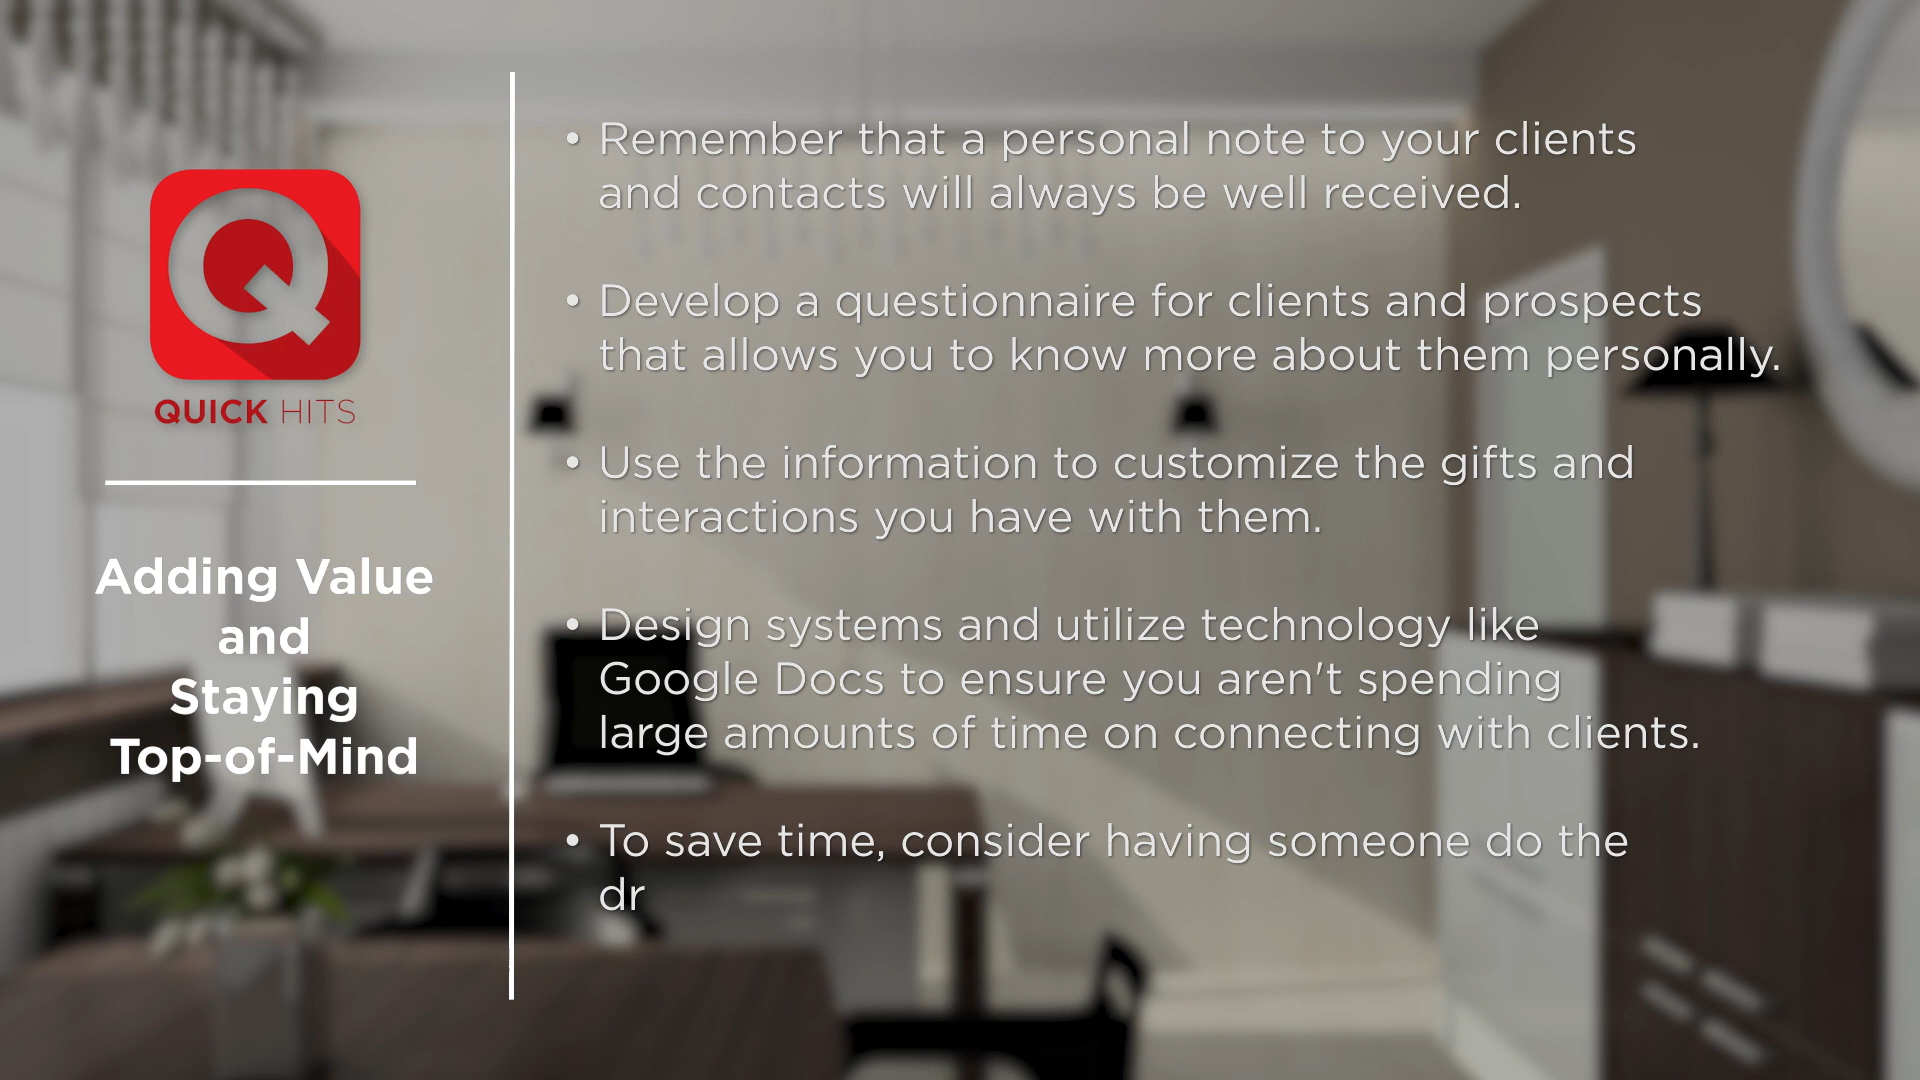 QUICK HITS
Adding Value
and
Staying
Top-of-Mind
• Remember that a personal note to your clients
and contacts will always be well received.
• Develop a questionnaire for clients and prospects
that allows you to know more about them personally.
• Use the information to customize the gifts and
interactions you have with them.
• Design systems and utilize technology like
Google Docs to ensure you aren't spending
large amounts of time on connecting with clients.
• To save time, consider having someone do the
dr